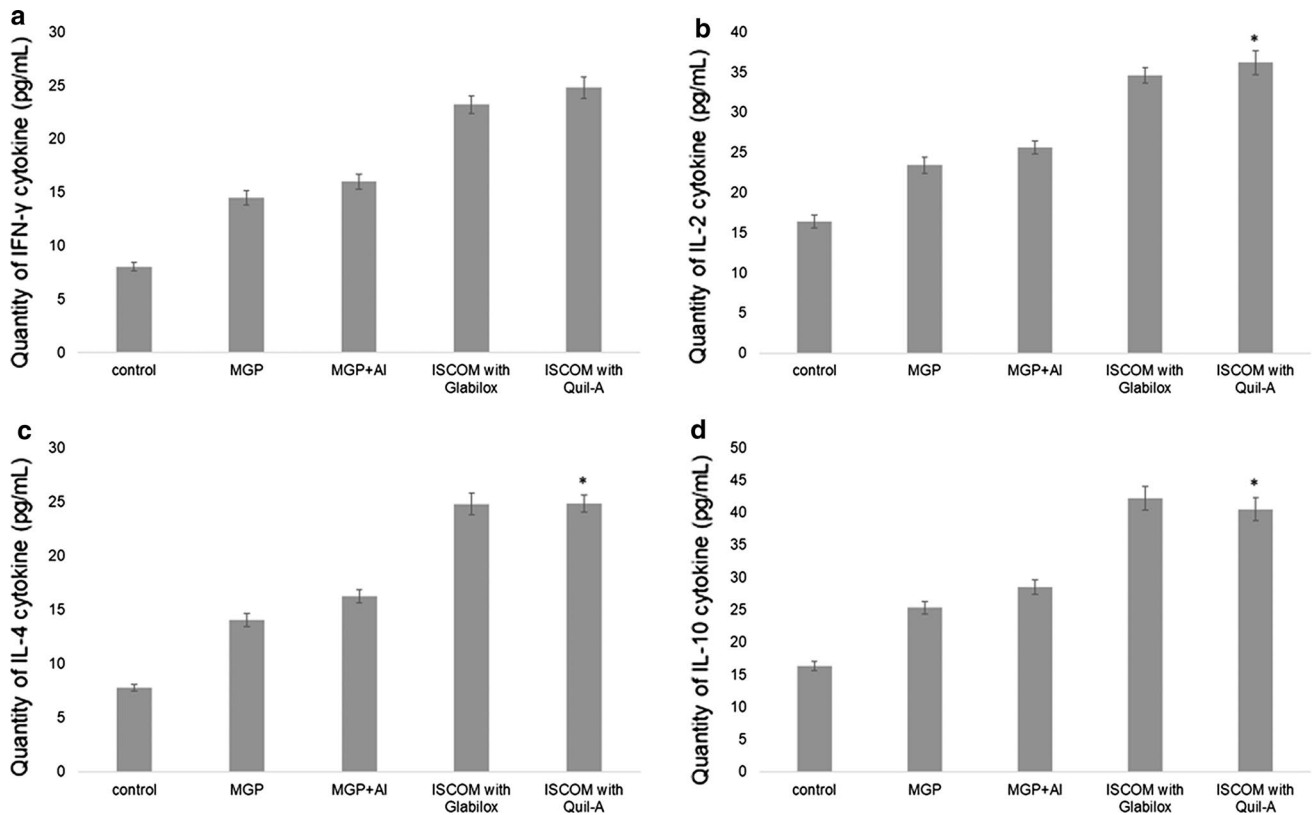 a
Quantity of IFN-γ cytokine (pg/mL)
30
25
20
15
10
5
0
control
MGP
MGP+Al
ISCOM with
Glabilox
ISCOM with
Quil-A
b
Quantity of IL-2 cytokine (pg/mL)
40
35
30
25
20
15
10
5
0
*
control
MGP
MGP+Al
ISCOM with
Glabilox
ISCOM with
Quil-A
c
Quantity of IL-4 cytokine (pg/mL)
30
25
20
15
10
5
0
*
control
MGP
MGP+Al
ISCOM with
Glabilox
ISCOM with
Quil-A
d
Quantity of IL-10 cytokine (pg/mL)
50
45
40
35
30
25
20
15
10
5
0
*
control
MGP
MGP+Al
ISCOM with
Glabilox
ISCOM with
Quil-A